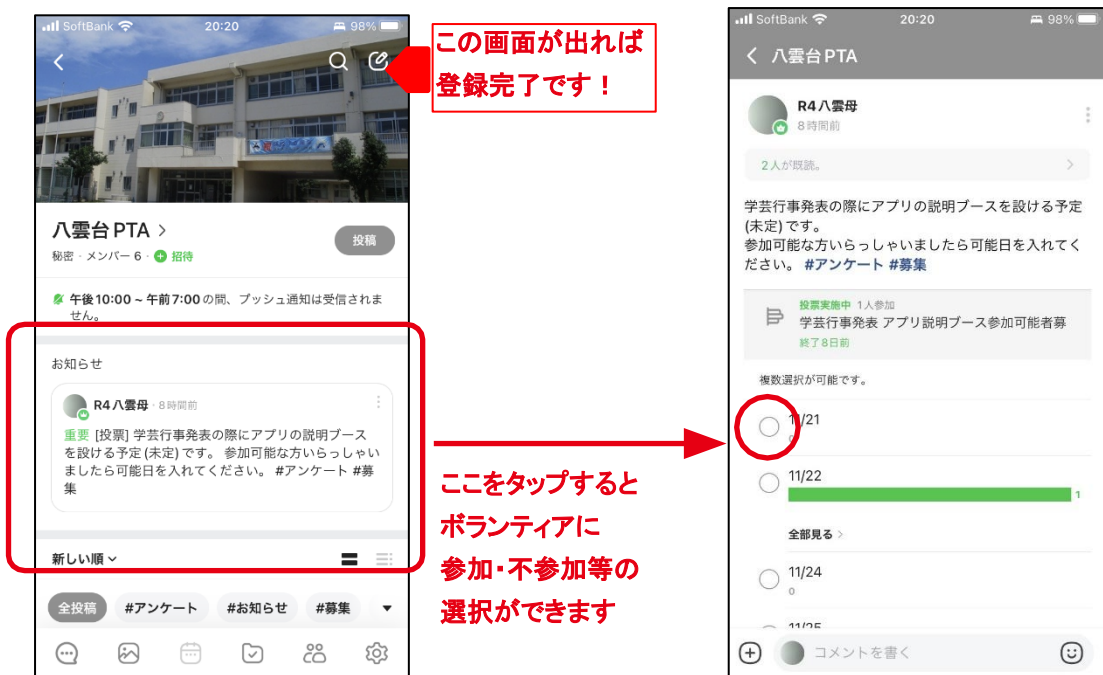 SoftBank 20:20 98%
この画面が出れば
登録完了です！
八雲台PTA >
投稿
秘密・メンバー 6・招待
午後10:00 ~ 午前7:00の間、プッシュ通知は受信されま
せん。
お知らせ
R4八雲母・8時間前
重要 [投票] 学芸行事発表の際にアプリの説明ブース
を設ける予定(未定)です。 参加可能な方いらっしゃい
ましたら可能日を入れてください。 #アンケート #募
集
新しい順
全投稿 #アンケート #お知らせ #募集
ここをタップすると
ボランティアに
参加・不参加等の
選択ができます
SoftBank 20:20 98%
八雲台PTA
R4八雲母
8時間前
2人が既読。
学芸行事発表の際にアプリの説明ブースを設ける予定
(未定)です。
参加可能な方いらっしゃいましたら可能日を入れてく
ださい。 #アンケート #募集
投票実施中 1人参加
学芸行事発表 アプリ説明ブース参加可能者募
終了8日前
複数選択が可能です。
11/21
0
11/22
1
全部見る >
11/24
0
11/25
コメントを書く